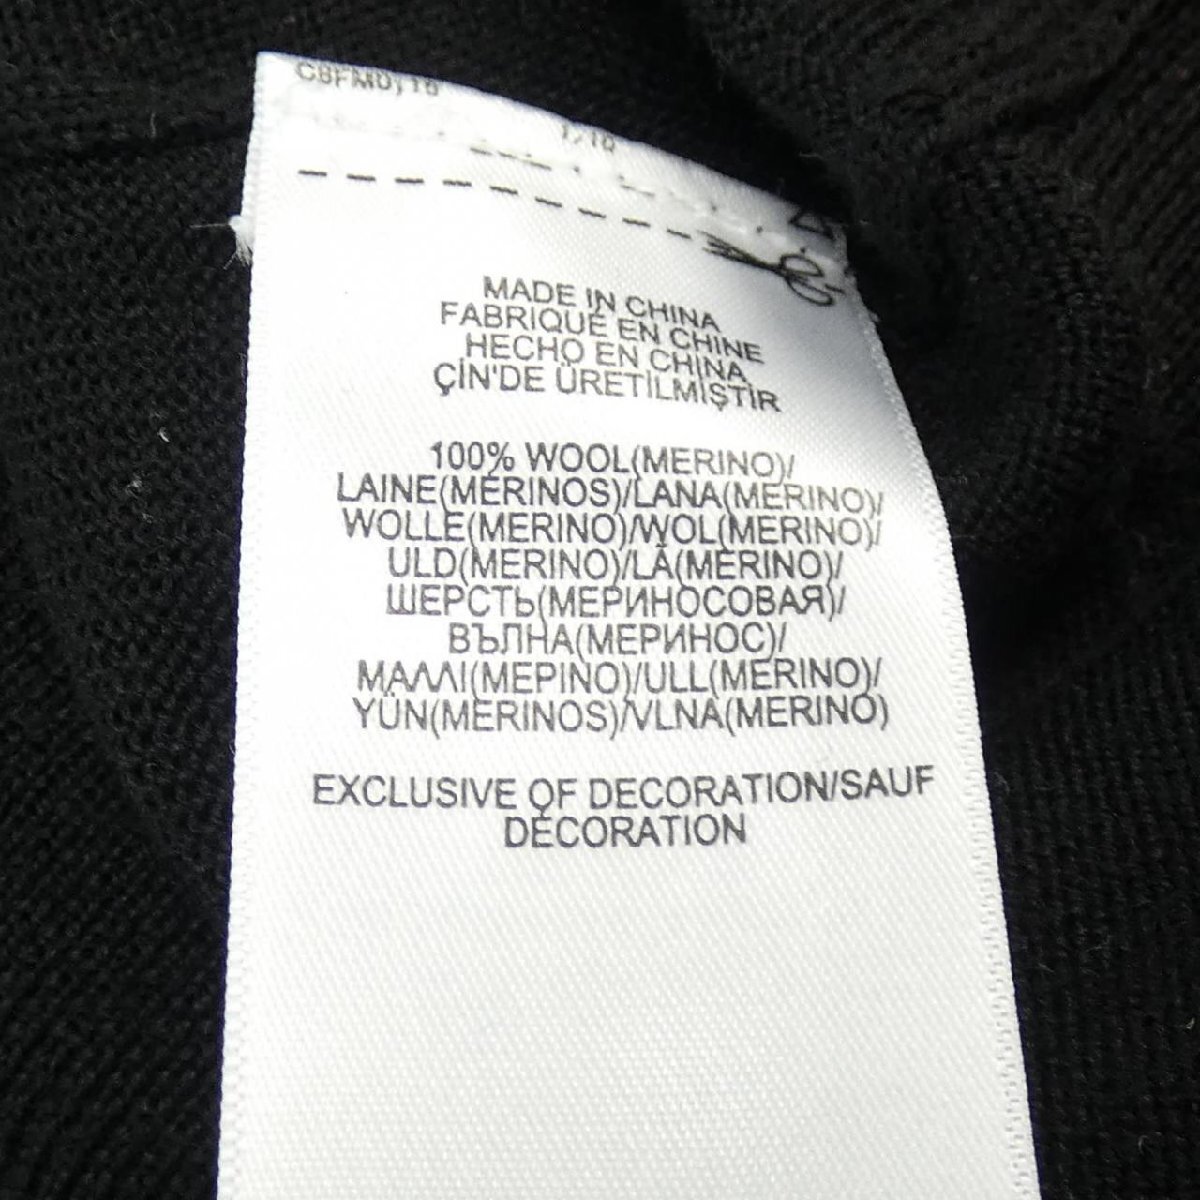 MADE IN CHINA
FABRIQUÉ EN CHINE
HECHO EN CHINA
ÇİN'DE ÜRETİLMİŞTİR
100% WOOL(MERINO)/
LAINE(MÉRINOS)/LANA(MERINO)/
WOLLE(MERINO)/WOL(MERINO)/
ULD(MERINO)/LÃ(MERINO)/
ШЕРСТЬ(МЕРИНОСОВАЯ)/
ВЪЛНА(МЕРИНОС)/
ΜΑΛΛΙ(ΜΕΡΙΝΟ)/ULL(MERINO)/
YÜN(MERINOS)/VLNA(MERINO)
EXCLUSIVE OF DECORATION/SAUF
DÉCORATION